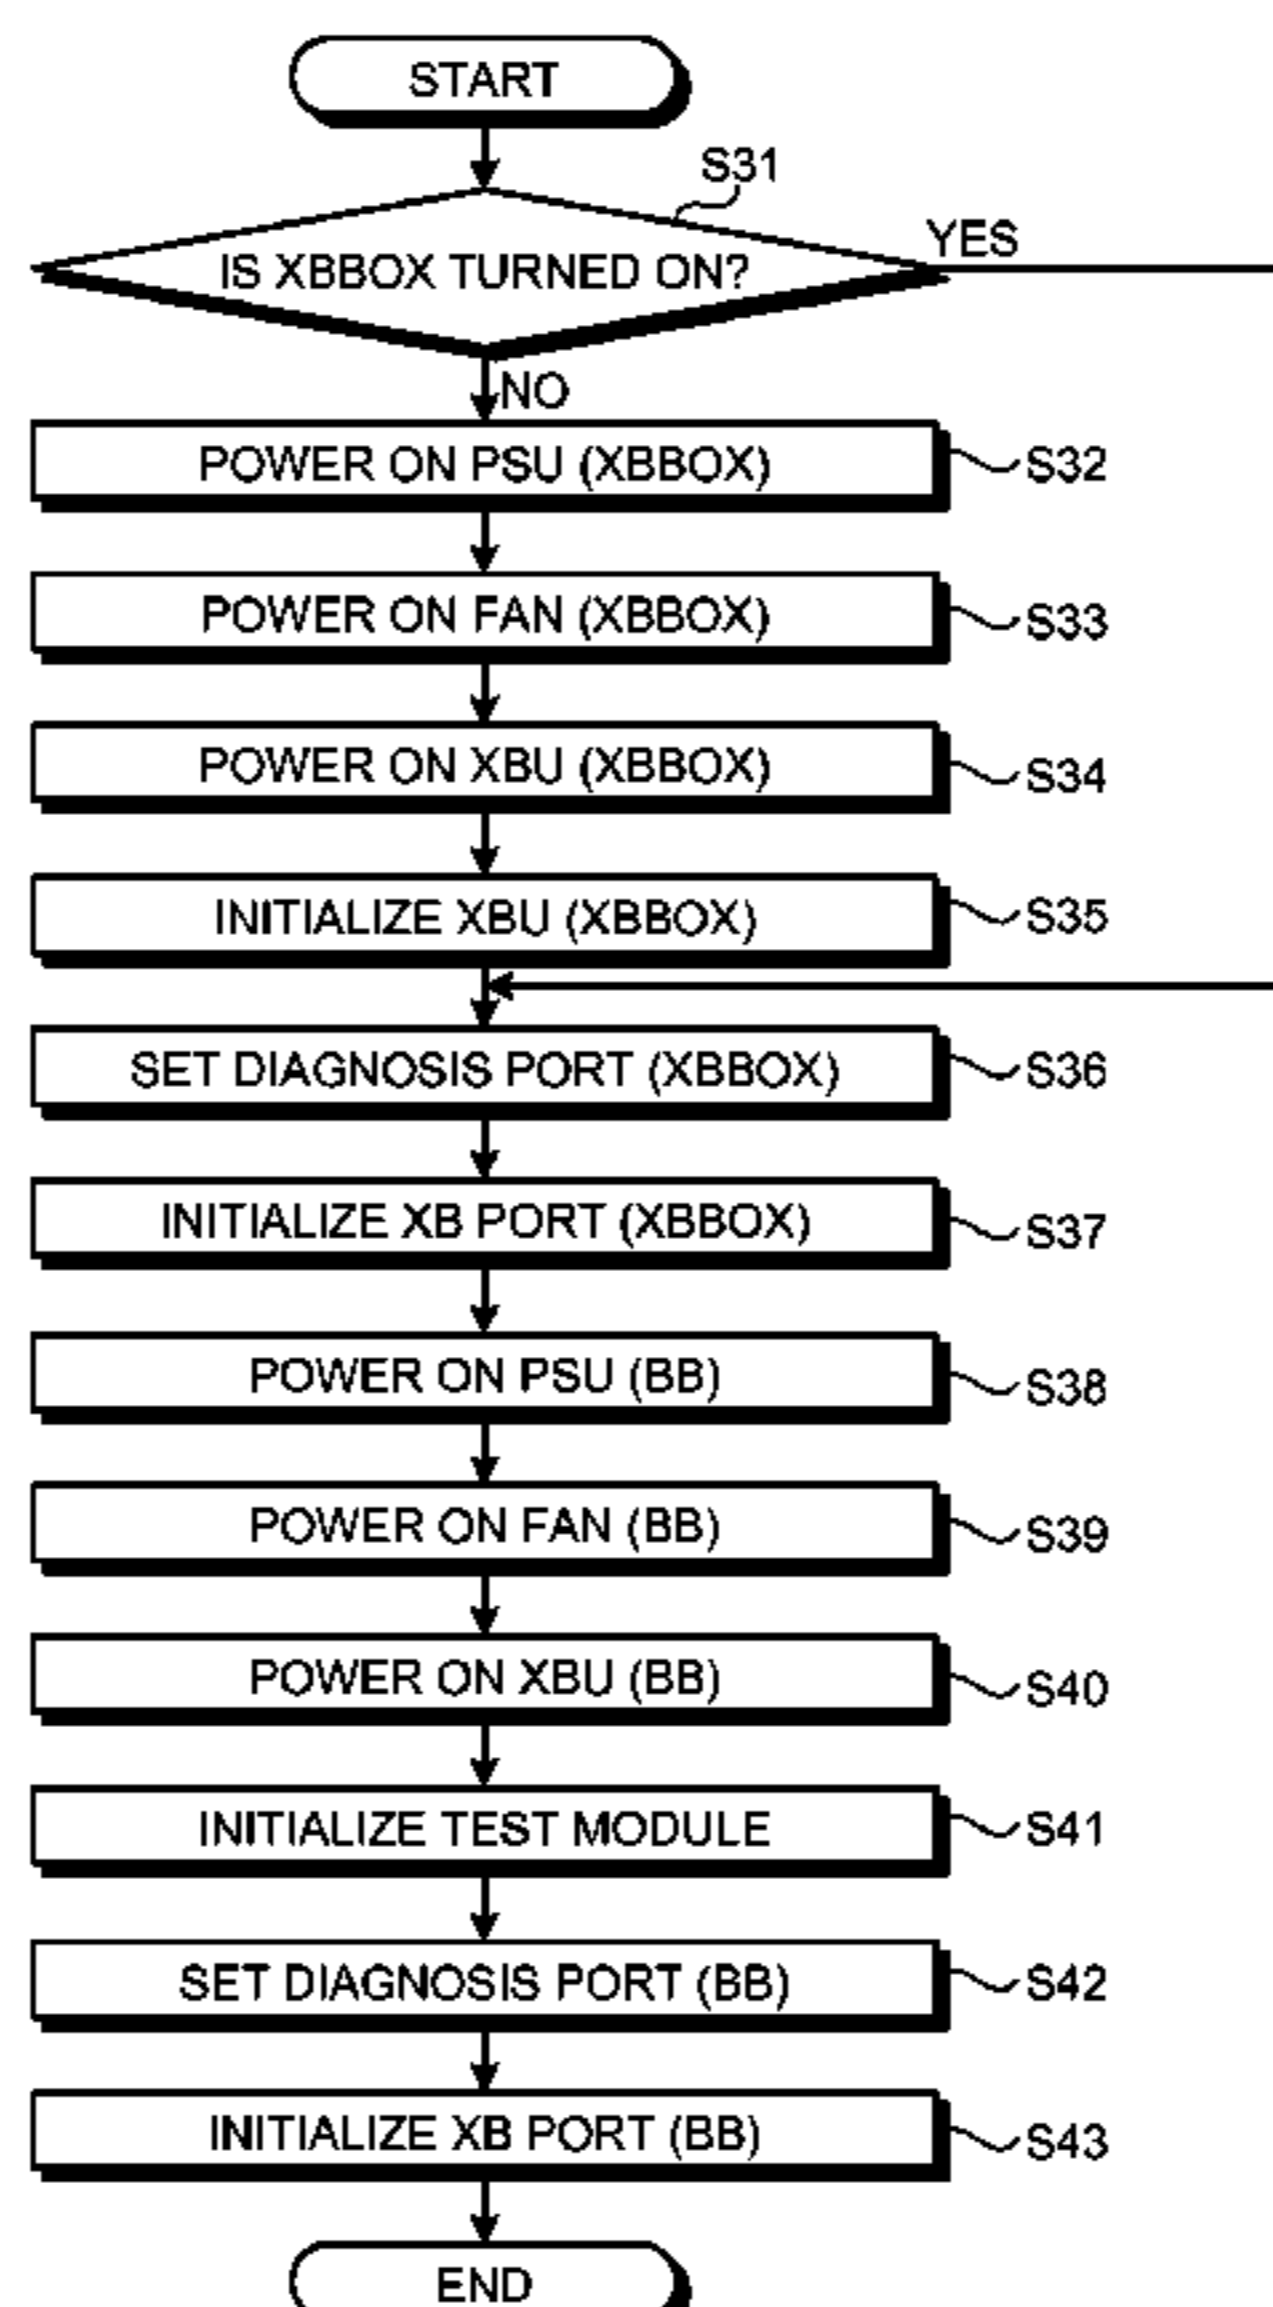 START
S31
IS XBBOX TURNED ON?
YES
NO
POWER ON PSU (XBBOX)
S32
POWER ON FAN (XBBOX)
S33
POWER ON XBU (XBBOX)
S34
INITIALIZE XBU (XBBOX)
S35
SET DIAGNOSIS PORT (XBBOX)
S36
INITIALIZE XB PORT (XBBOX)
S37
POWER ON PSU (BB)
S38
POWER ON FAN (BB)
S39
POWER ON XBU (BB)
S40
INITIALIZE TEST MODULE
S41
SET DIAGNOSIS PORT (BB)
S42
INITIALIZE XB PORT (BB)
S43
END